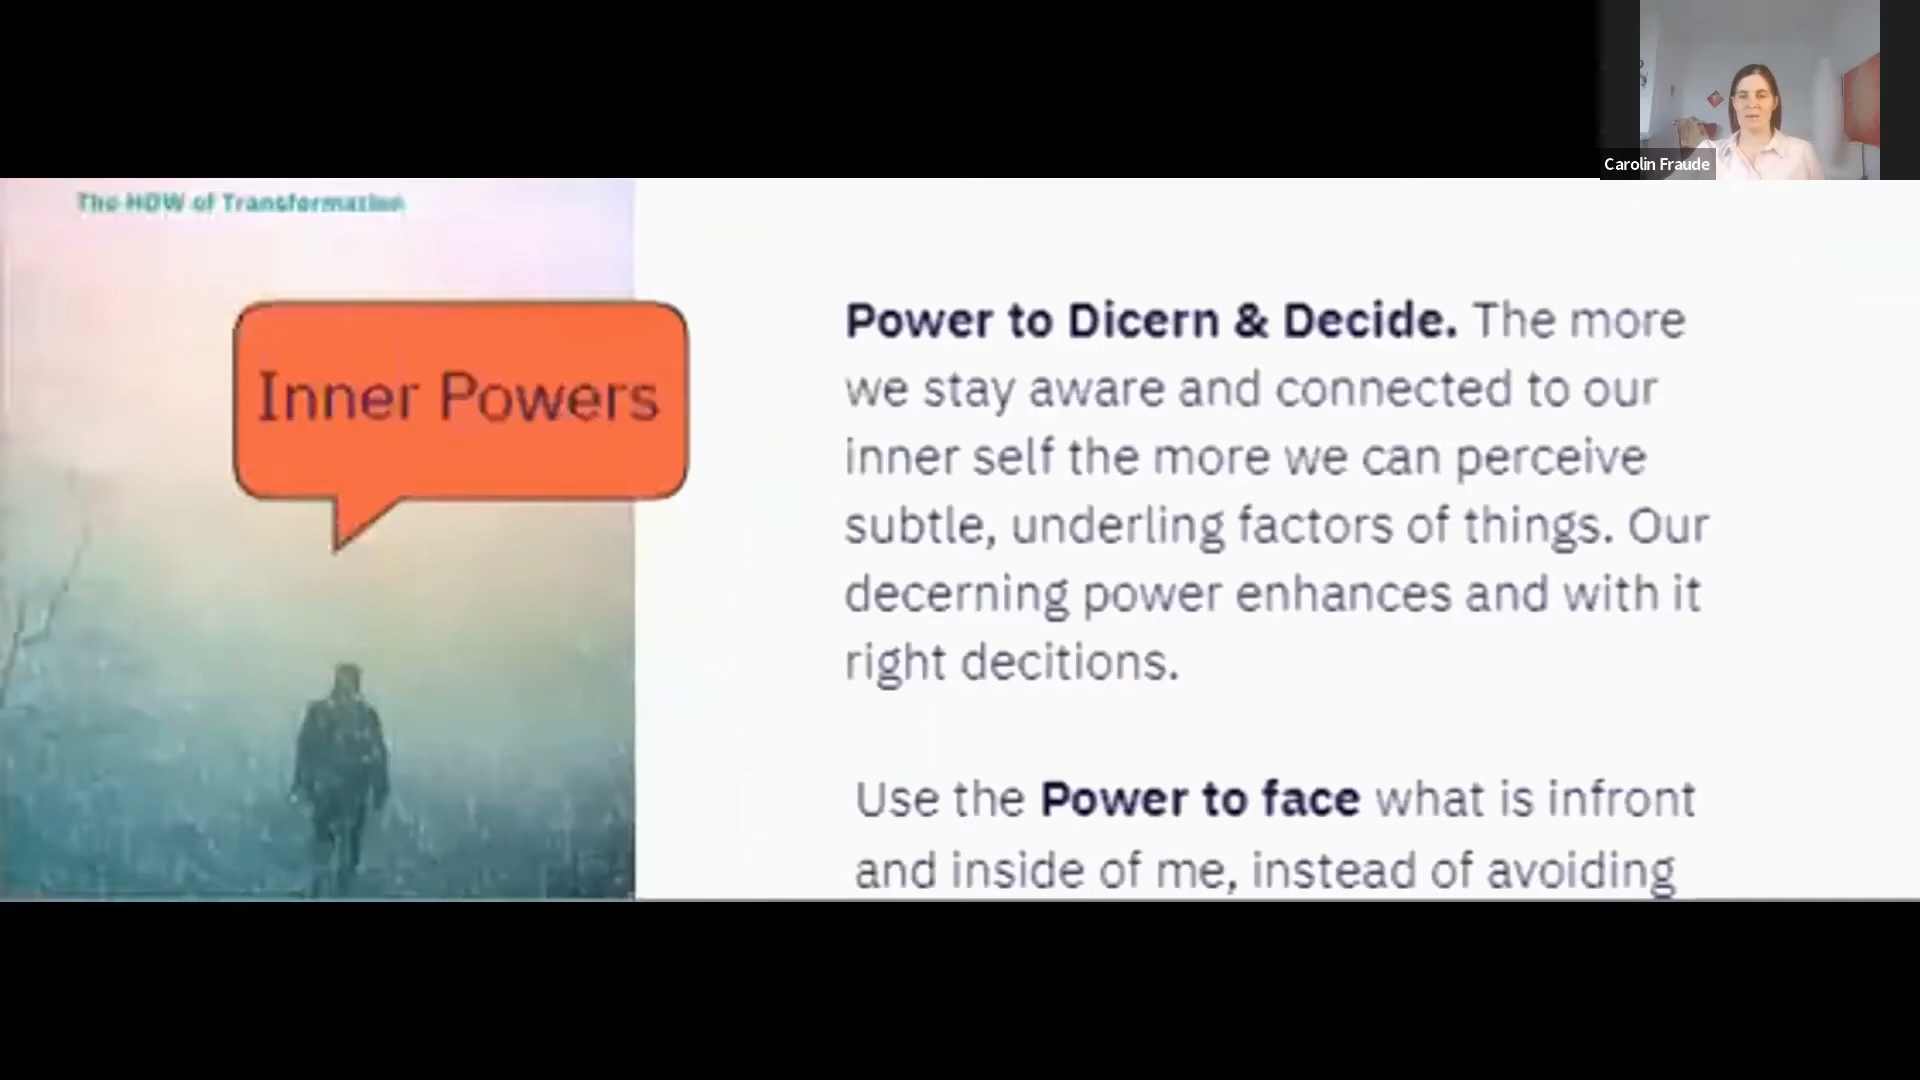 Carolin Fraude
The HOW of Transformation
Inner Powers
Power to Dicern & Decide. The more
we stay aware and connected to our
inner self the more we can perceive
subtle, underling factors of things. Our
decerning power enhances and with it
right decitions.
Use the Power to face what is infront
and inside of me, instead of avoiding